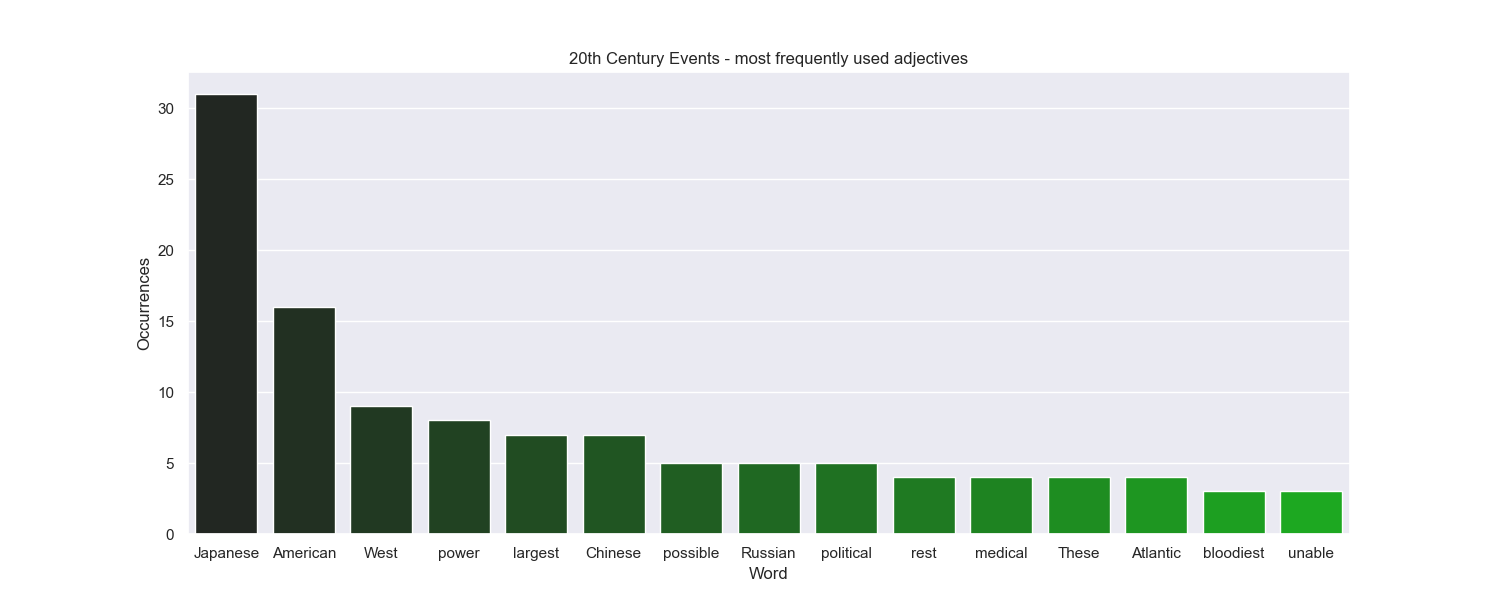 20th Century Events - most frequently used adjectives
Occurrences
30
25
20
15
10
5
0
Japanese American West power largest Chinese possible Russian political rest medical These Atlantic bloodiest unable
Word